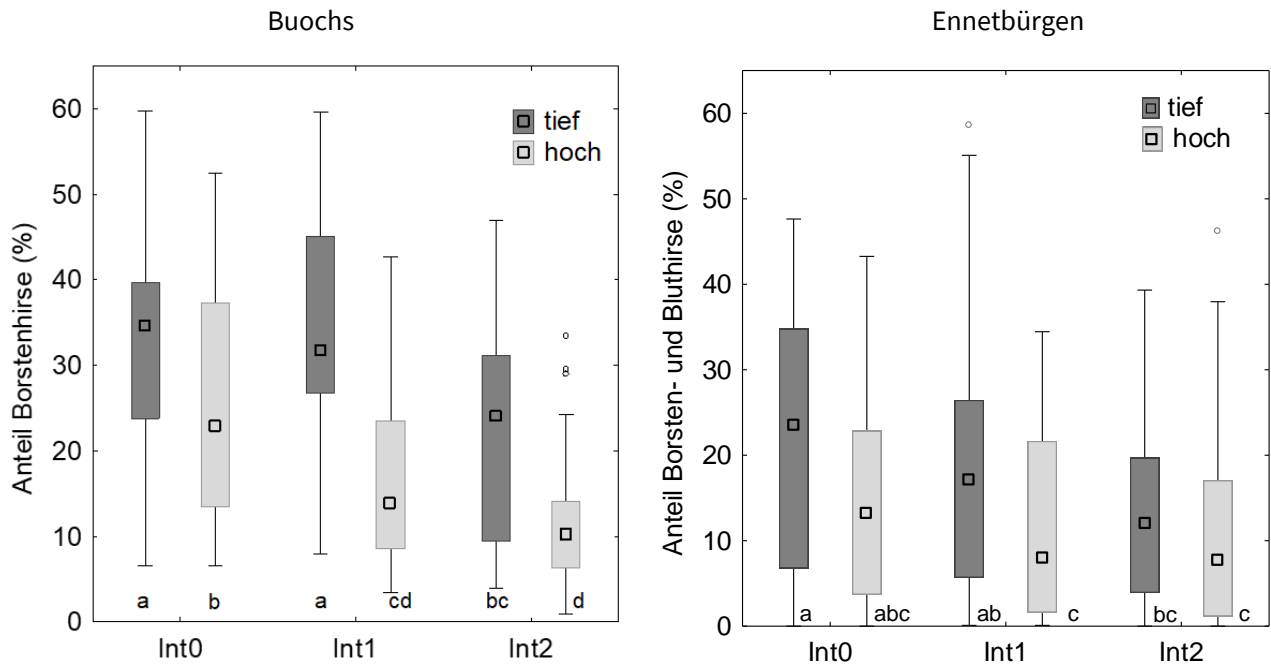 Buochs
Anteil Borstenhirse (%)
60
50
40
30
20
10
0
tief
hoch
a b a cd bc d
Int0 Int1 Int2
Ennetbürgen
Anteil Borsten- und Bluthirse (%)
60
50
40
30
20
10
0
tief
hoch
a abc ab c bc c
Int0 Int1 Int2